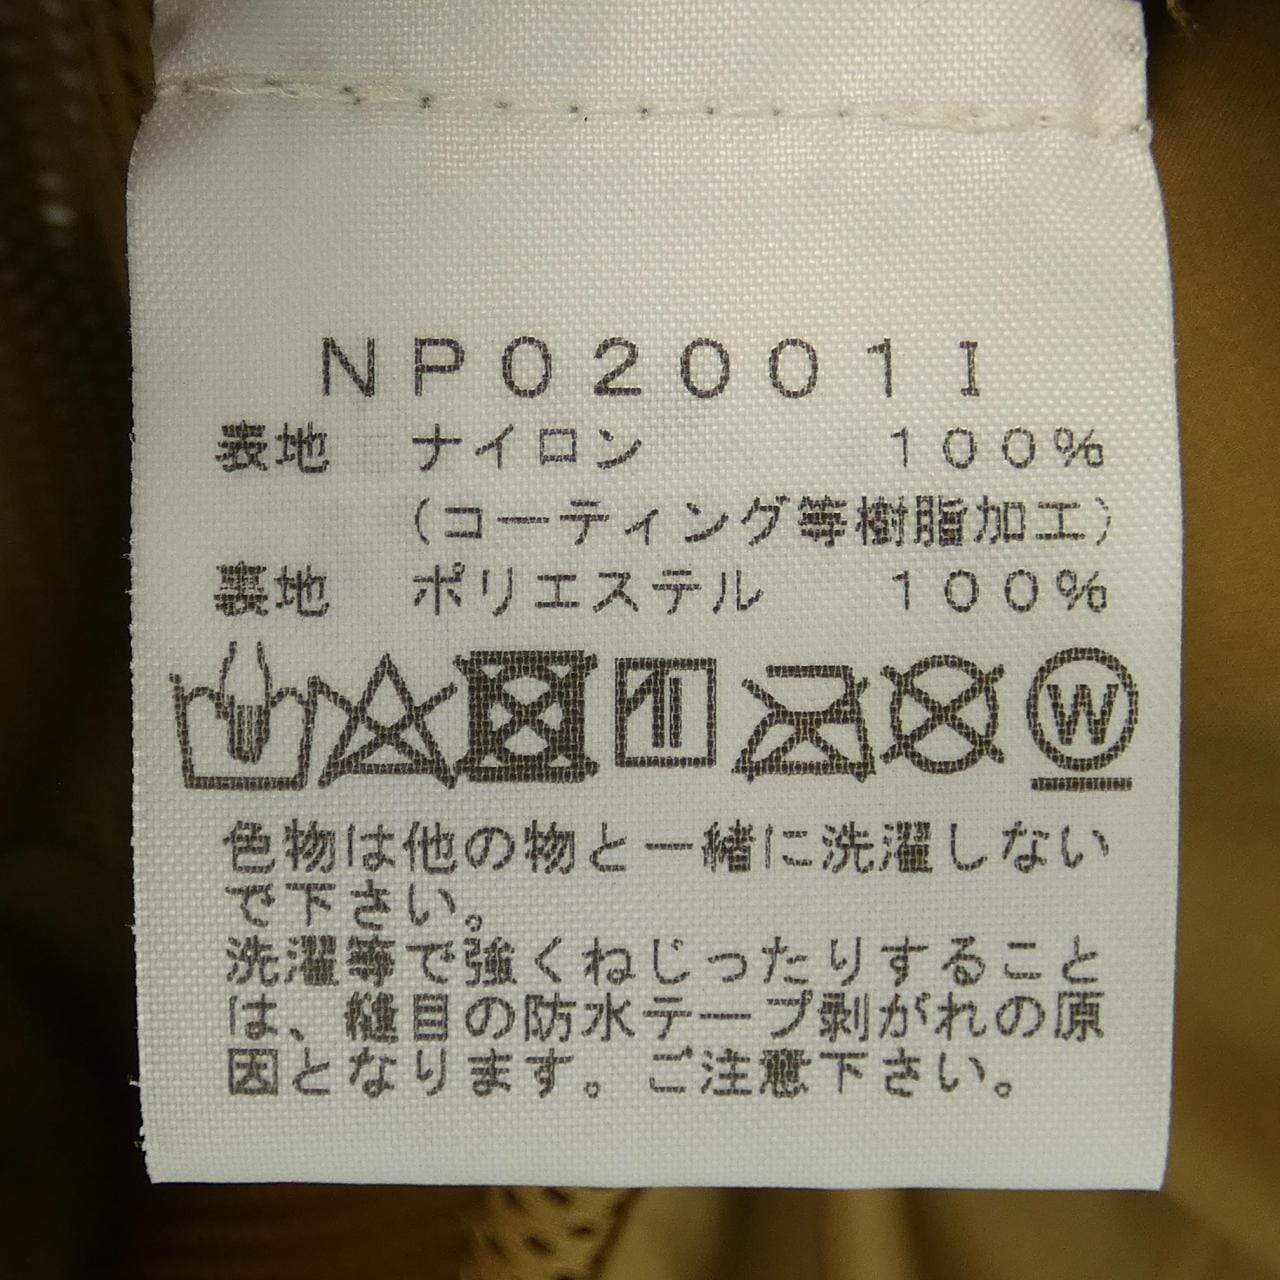 NP02001I
表地 ナイロン 100%
(コーティング等樹脂加工)
裏地 ポリエステル 100%
W
色物は他の物と一緒に洗濯しない
で下さい。
洗濯等で強くねじったりすること
は、縫目の防水テープ剥がれの原
因となります。ご注意下さい。